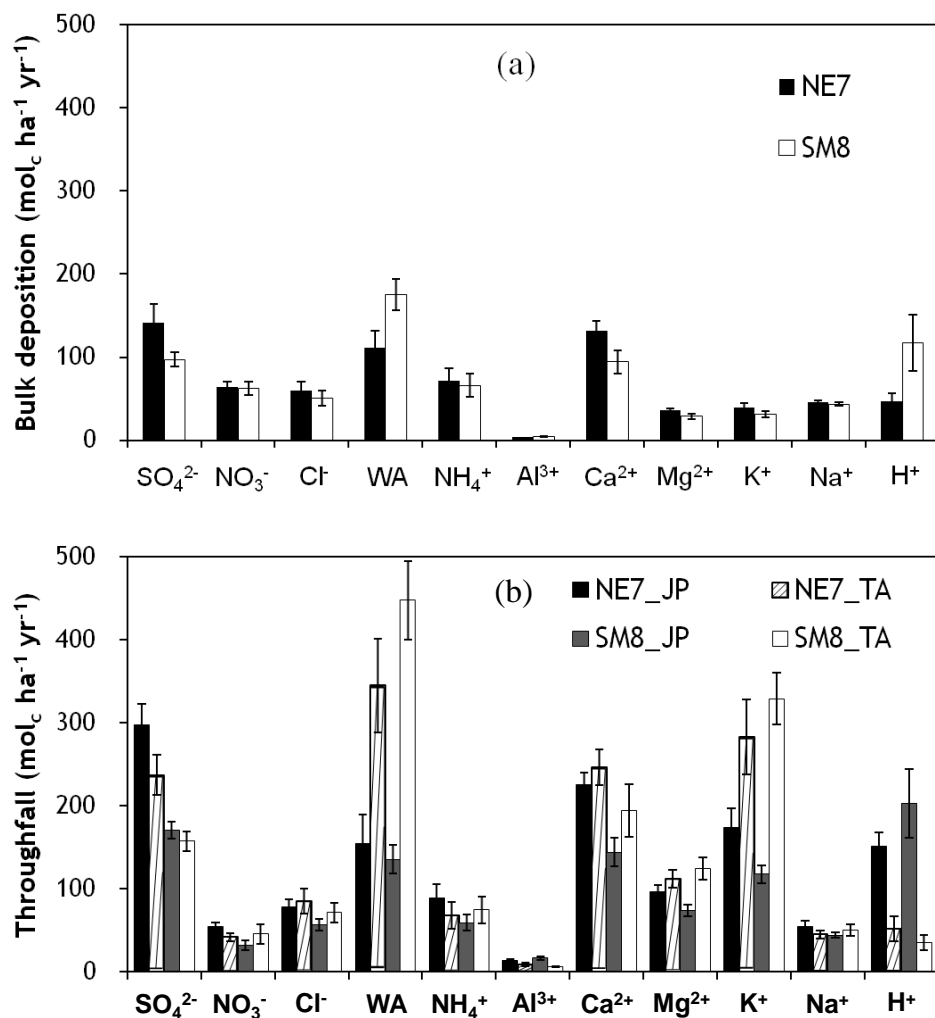 (a)
NE7
SM8
Bulk deposition (mol_c ha⁻¹ yr⁻¹)
500
400
300
200
100
0
SO₄²⁻ NO₃⁻ Cl⁻ WA NH₄⁺ Al³⁺ Ca²⁺ Mg²⁺ K⁺ Na⁺ H⁺
(b)
NE7_JP NE7_TA
SM8_JP SM8_TA
Throughfall (mol_c ha⁻¹ yr⁻¹)
500
400
300
200
100
0
SO₄²⁻ NO₃⁻ Cl⁻ WA NH₄⁺ Al³⁺ Ca²⁺ Mg²⁺ K⁺ Na⁺ H⁺